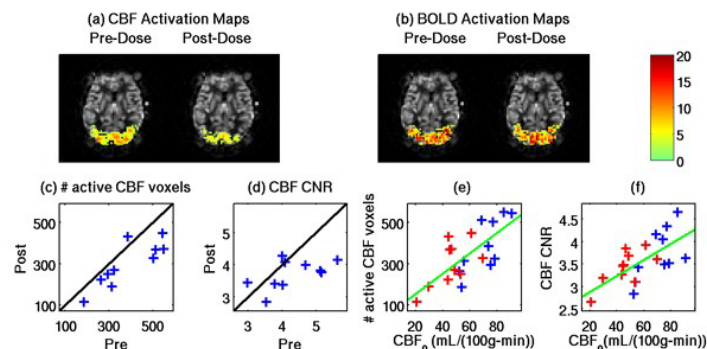 (a) CBF Activation Maps
Pre-Dose Post-Dose
(b) BOLD Activation Maps
Pre-Dose Post-Dose
20
15
10
5
0
(c) # active CBF voxels
Post
500
300
100
100 300 500
Pre
(d) CBF CNR
Post
5
4
3
3 4 5
Pre
(e)
# active CBF voxels
500
300
100
20 40 60 80
CBF₀ (mL/(100g-min))
(f)
CBF CNR
4.5
4
3.5
3
2.5
20 40 60 80
CBF₀ (mL/(100g-min))